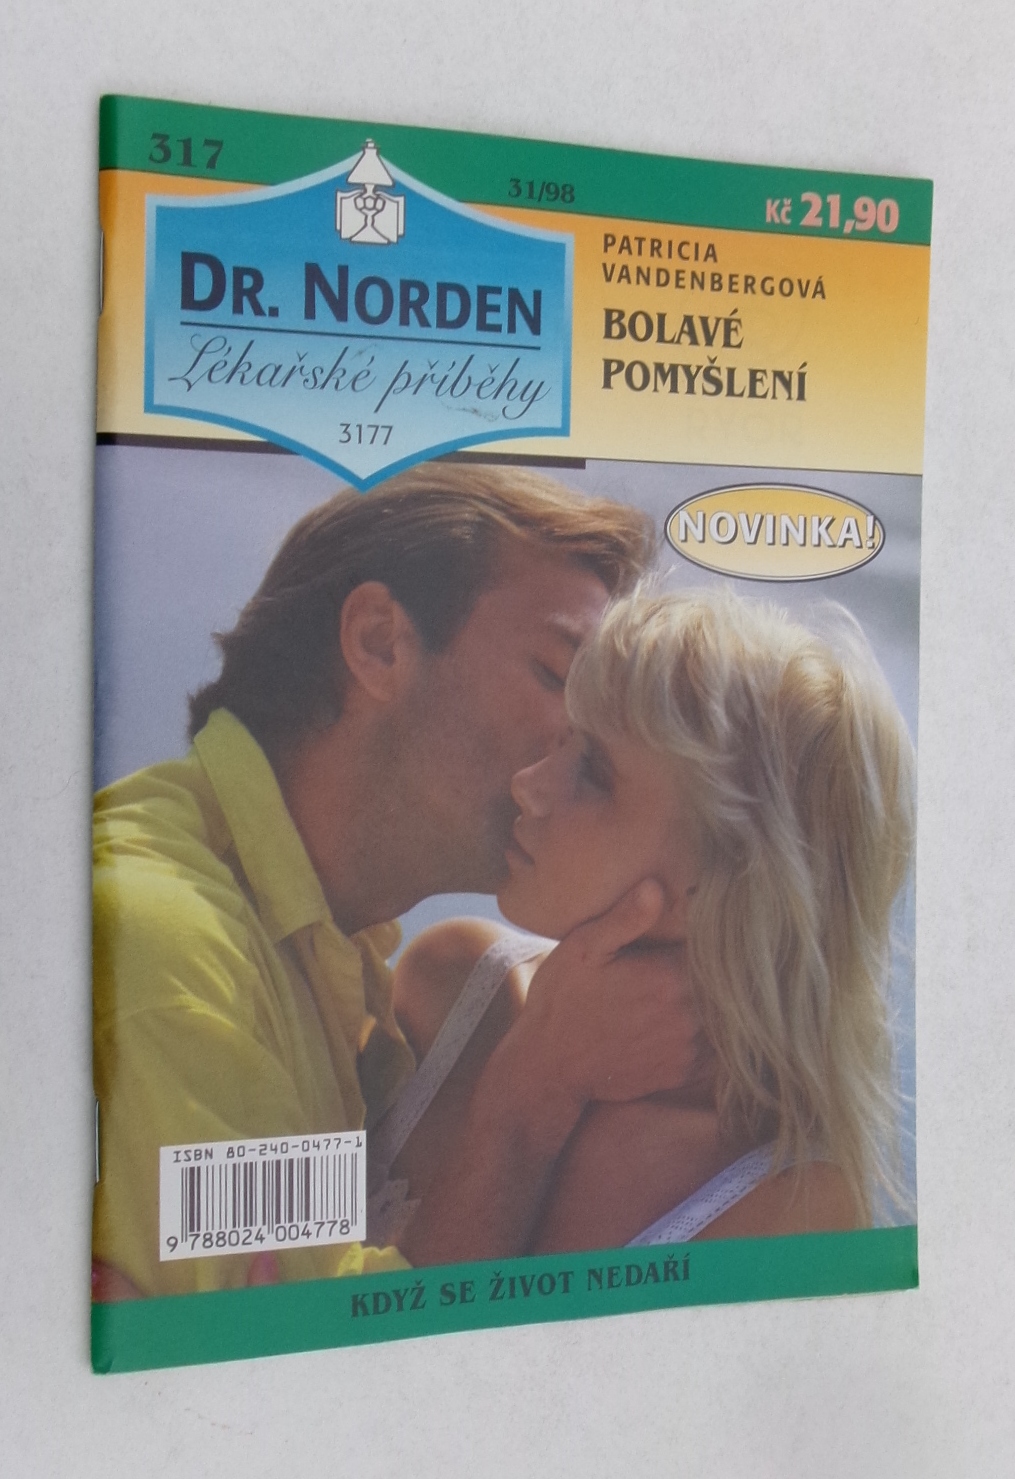 317
31/98
Kč 21,90
DR. NORDEN
Lékařské příběhy
3177
PATRICIA
VANDENBERGOVÁ
BOLAVÉ
POMYŠLENÍ
NOVINKA!
ISBN 80-240-0477-1
9 788024 004778
KDYŽ SE ŽIVOT NEDAŘÍ